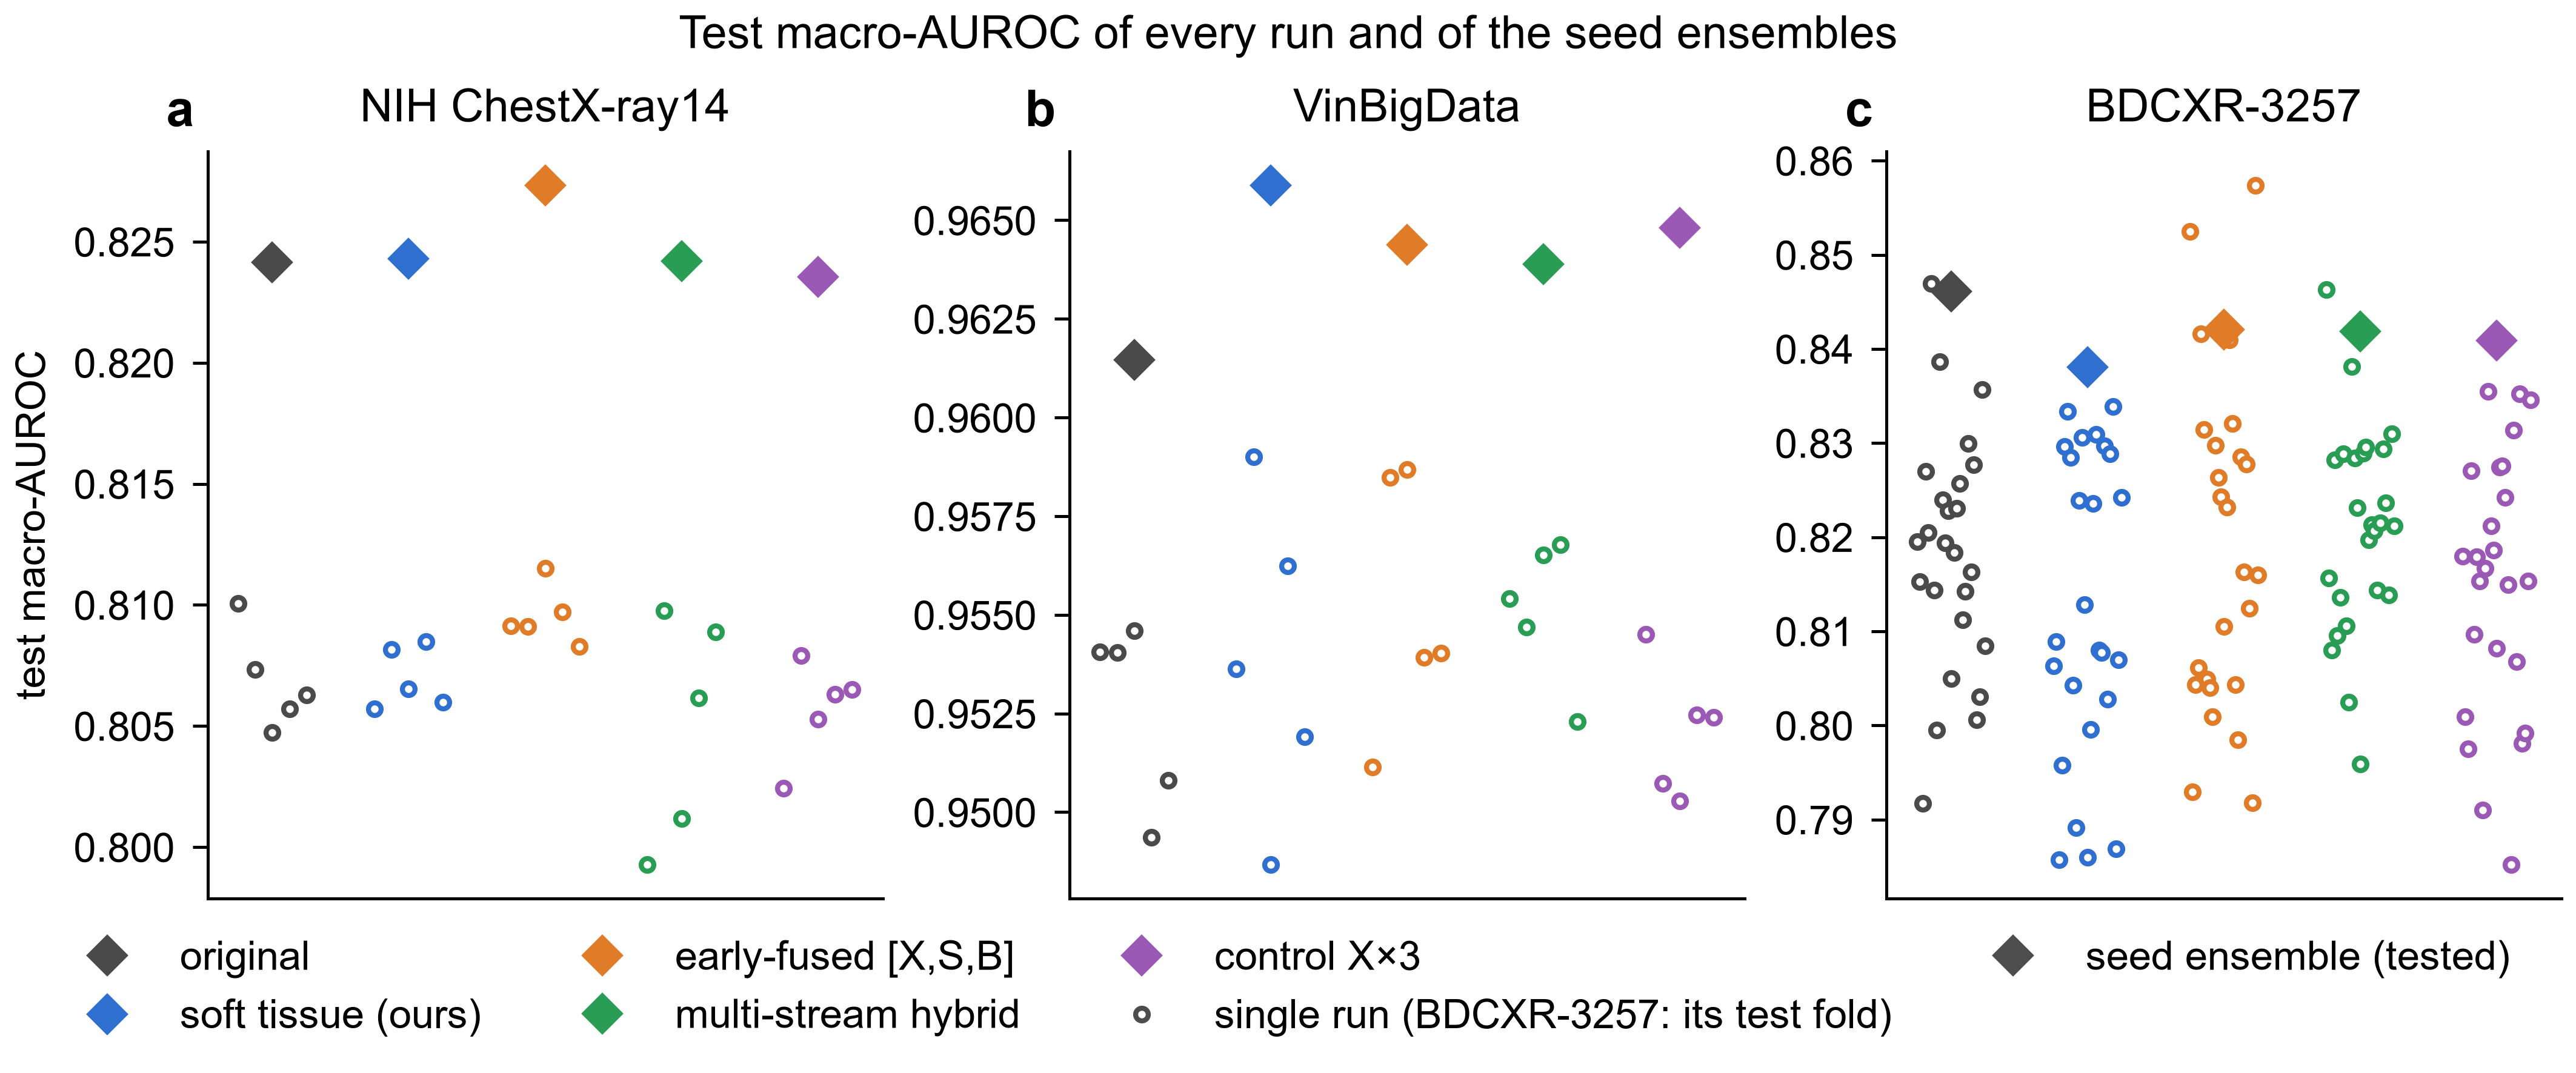 Test macro-AUROC of every run and of the seed ensembles
a
NIH ChestX-ray14
b
VinBigData
c
BDCXR-3257
test macro-AUROC
0.825
0.820
0.815
0.810
0.805
0.800
0.9650
0.9625
0.9600
0.9575
0.9550
0.9525
0.9500
0.86
0.85
0.84
0.83
0.82
0.81
0.80
0.79
original
early-fused [X,S,B]
control X×3
seed ensemble (tested)
soft tissue (ours)
multi-stream hybrid
single run (BDCXR-3257: its test fold)